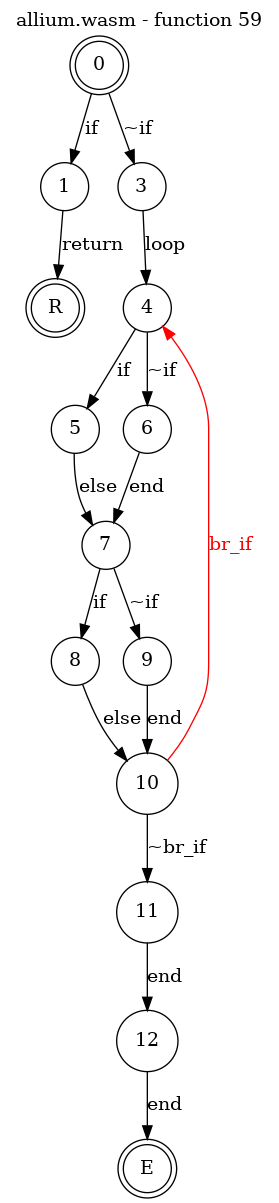 allium.wasm - function 59
0
if
~if
1
3
return
loop
R
4
if
~if
5
6
else
end
7
if
~if
br_if
8
9
else
end
10
~br_if
11
end
12
end
E